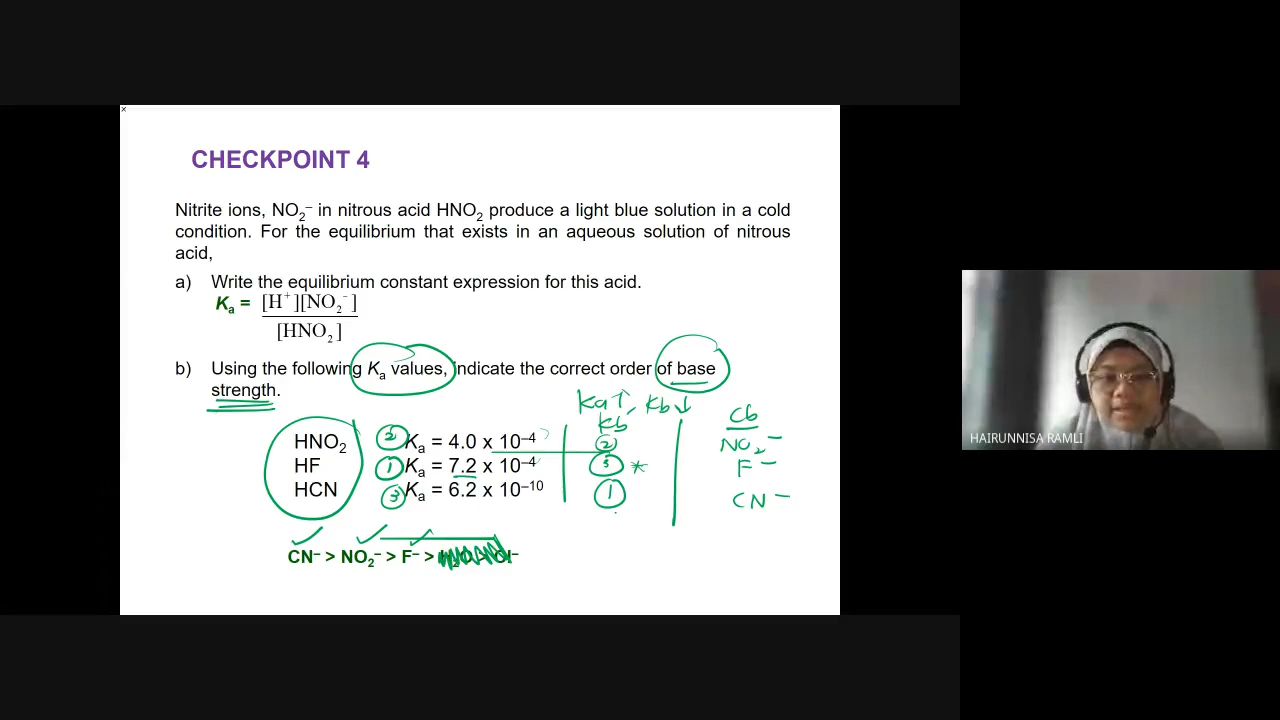 CHECKPOINT 4
Nitrite ions, NO₂⁻ in nitrous acid HNO₂ produce a light blue solution in a cold
condition. For the equilibrium that exists in an aqueous solution of nitrous
acid,
a) Write the equilibrium constant expression for this acid.
Kₐ = [H⁺][NO₂⁻]
[HNO₂]
b) Using the following Kₐ values, indicate the correct order of base
strength.
Ka↑, Kb↓
Kb
Cb
HNO₂ ② Kₐ = 4.0 x 10⁻⁴ ② NO₂⁻
HF ① Kₐ = 7.2 x 10⁻⁴ ③ * F⁻
HCN ③ Kₐ = 6.2 x 10⁻¹⁰ ① CN⁻
CN⁻ > NO₂⁻ > F⁻ >
HAIRUNNISA RAMLI